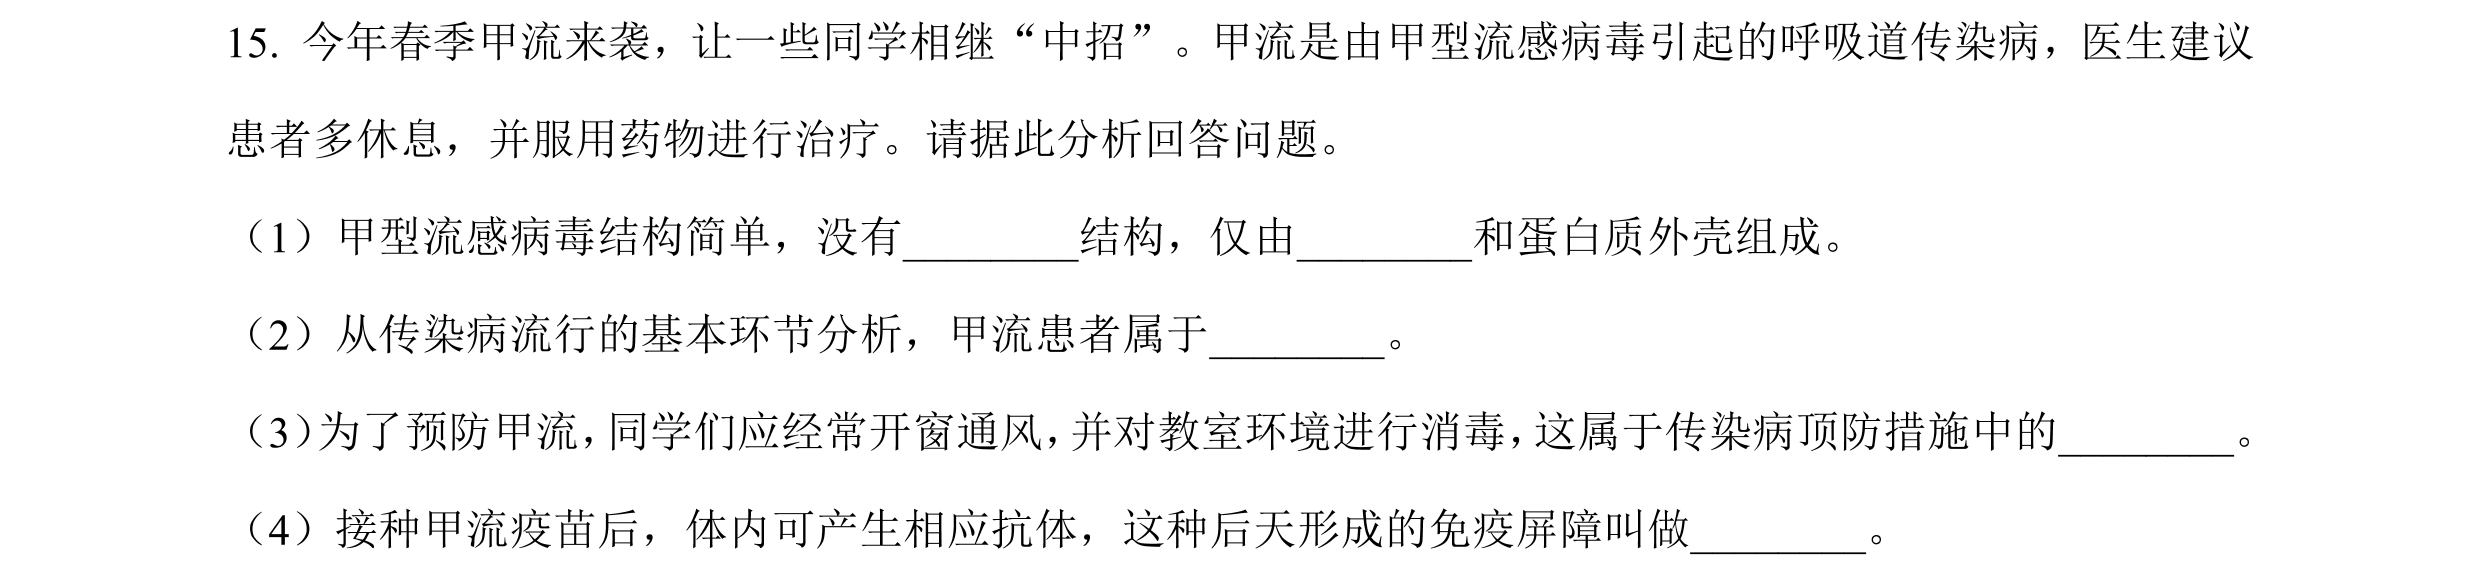 15. 今年春季甲流来袭，让一些同学相继“中招”。甲流是由甲型流感病毒引起的呼吸道传染病，医生建议
患者多休息，并服用药物进行治疗。请据此分析回答问题。
（1）甲型流感病毒结构简单，没有________结构，仅由________和蛋白质外壳组成。
（2）从传染病流行的基本环节分析，甲流患者属于________。
（3）为了预防甲流，同学们应经常开窗通风，并对教室环境进行消毒，这属于传染病顶防措施中的________。
（4）接种甲流疫苗后，体内可产生相应抗体，这种后天形成的免疫屏障叫做________。